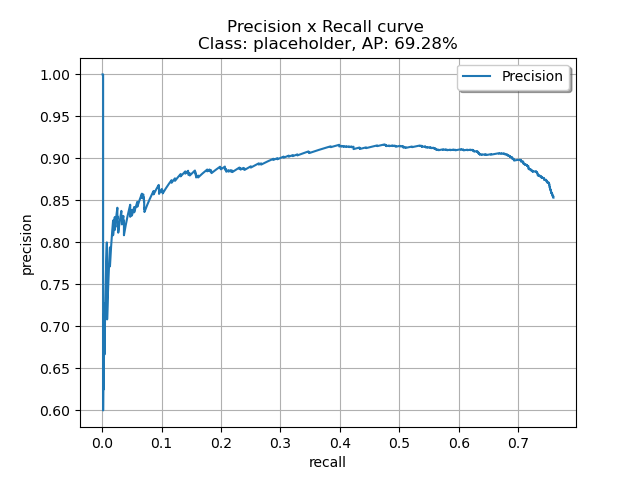 Precision x Recall curve
Class: placeholder, AP: 69.28%
Precision
1.00
0.95
0.90
0.85
0.80
0.75
0.70
0.65
0.60
precision
0.0 0.1 0.2 0.3 0.4 0.5 0.6 0.7
recall